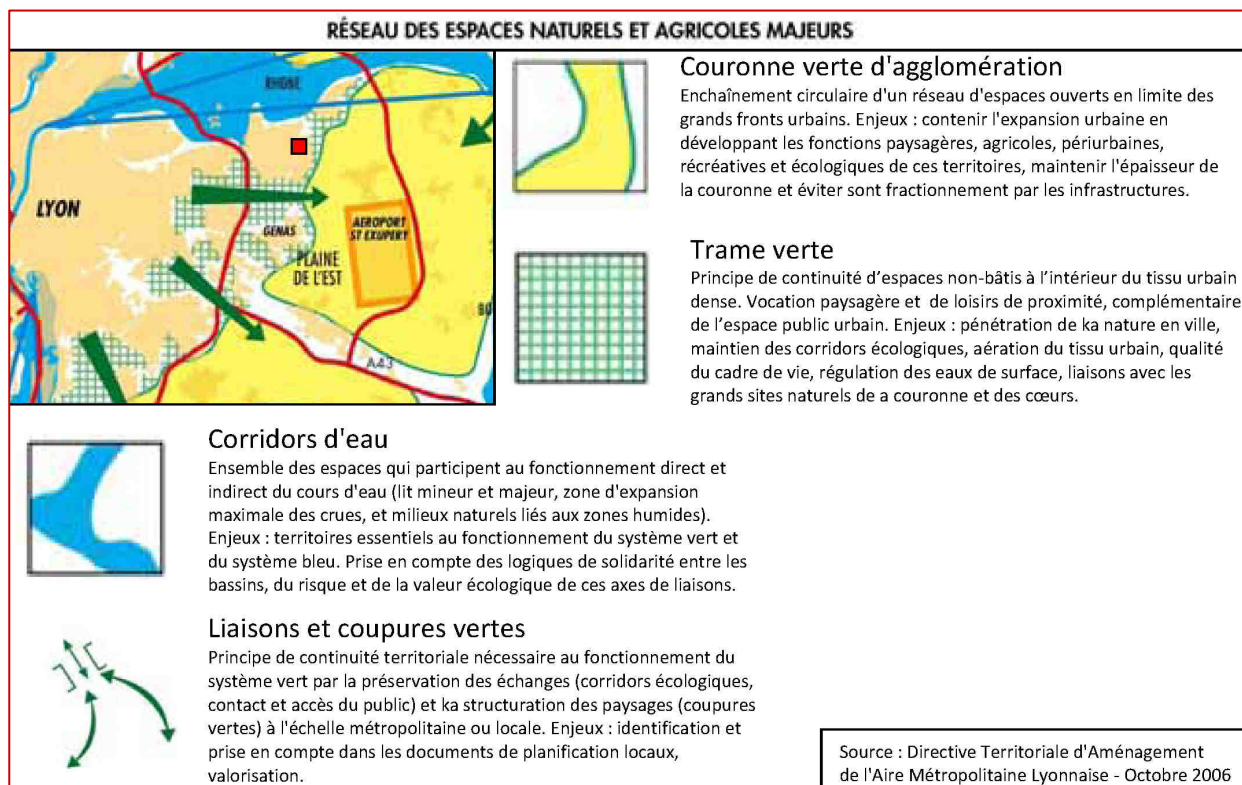 RÉSEAU DES ESPACES NATURELS ET AGRICOLES MAJEURS
RHONE
LYON
GENAS
AEROPORT
ST EXUPERY
PLAINE
DE L'EST
BO
A43
Couronne verte d'agglomération
Enchaînement circulaire d'un réseau d'espaces ouverts en limite des
grands fronts urbains. Enjeux : contenir l'expansion urbaine en
développant les fonctions paysagères, agricoles, périurbaines,
récréatives et écologiques de ces territoires, maintenir l'épaisseur de
la couronne et éviter sont fractionnement par les infrastructures.
Trame verte
Principe de continuité d’espaces non-bâtis à l’intérieur du tissu urbain
dense. Vocation paysagère et de loisirs de proximité, complémentaire
de l’espace public urbain. Enjeux : pénétration de ka nature en ville,
maintien des corridors écologiques, aération du tissu urbain, qualité
du cadre de vie, régulation des eaux de surface, liaisons avec les
grands sites naturels de a couronne et des cœurs.
Corridors d'eau
Ensemble des espaces qui participent au fonctionnement direct et
indirect du cours d'eau (lit mineur et majeur, zone d'expansion
maximale des crues, et milieux naturels liés aux zones humides).
Enjeux : territoires essentiels au fonctionnement du système vert et
du système bleu. Prise en compte des logiques de solidarité entre les
bassins, du risque et de la valeur écologique de ces axes de liaisons.
Liaisons et coupures vertes
Principe de continuité territoriale nécessaire au fonctionnement du
système vert par la préservation des échanges (corridors écologiques,
contact et accès du public) et ka structuration des paysages (coupures
vertes) à l'échelle métropolitaine ou locale. Enjeux : identification et
prise en compte dans les documents de planification locaux,
valorisation.
Source : Directive Territoriale d'Aménagement
de l'Aire Métropolitaine Lyonnaise - Octobre 2006